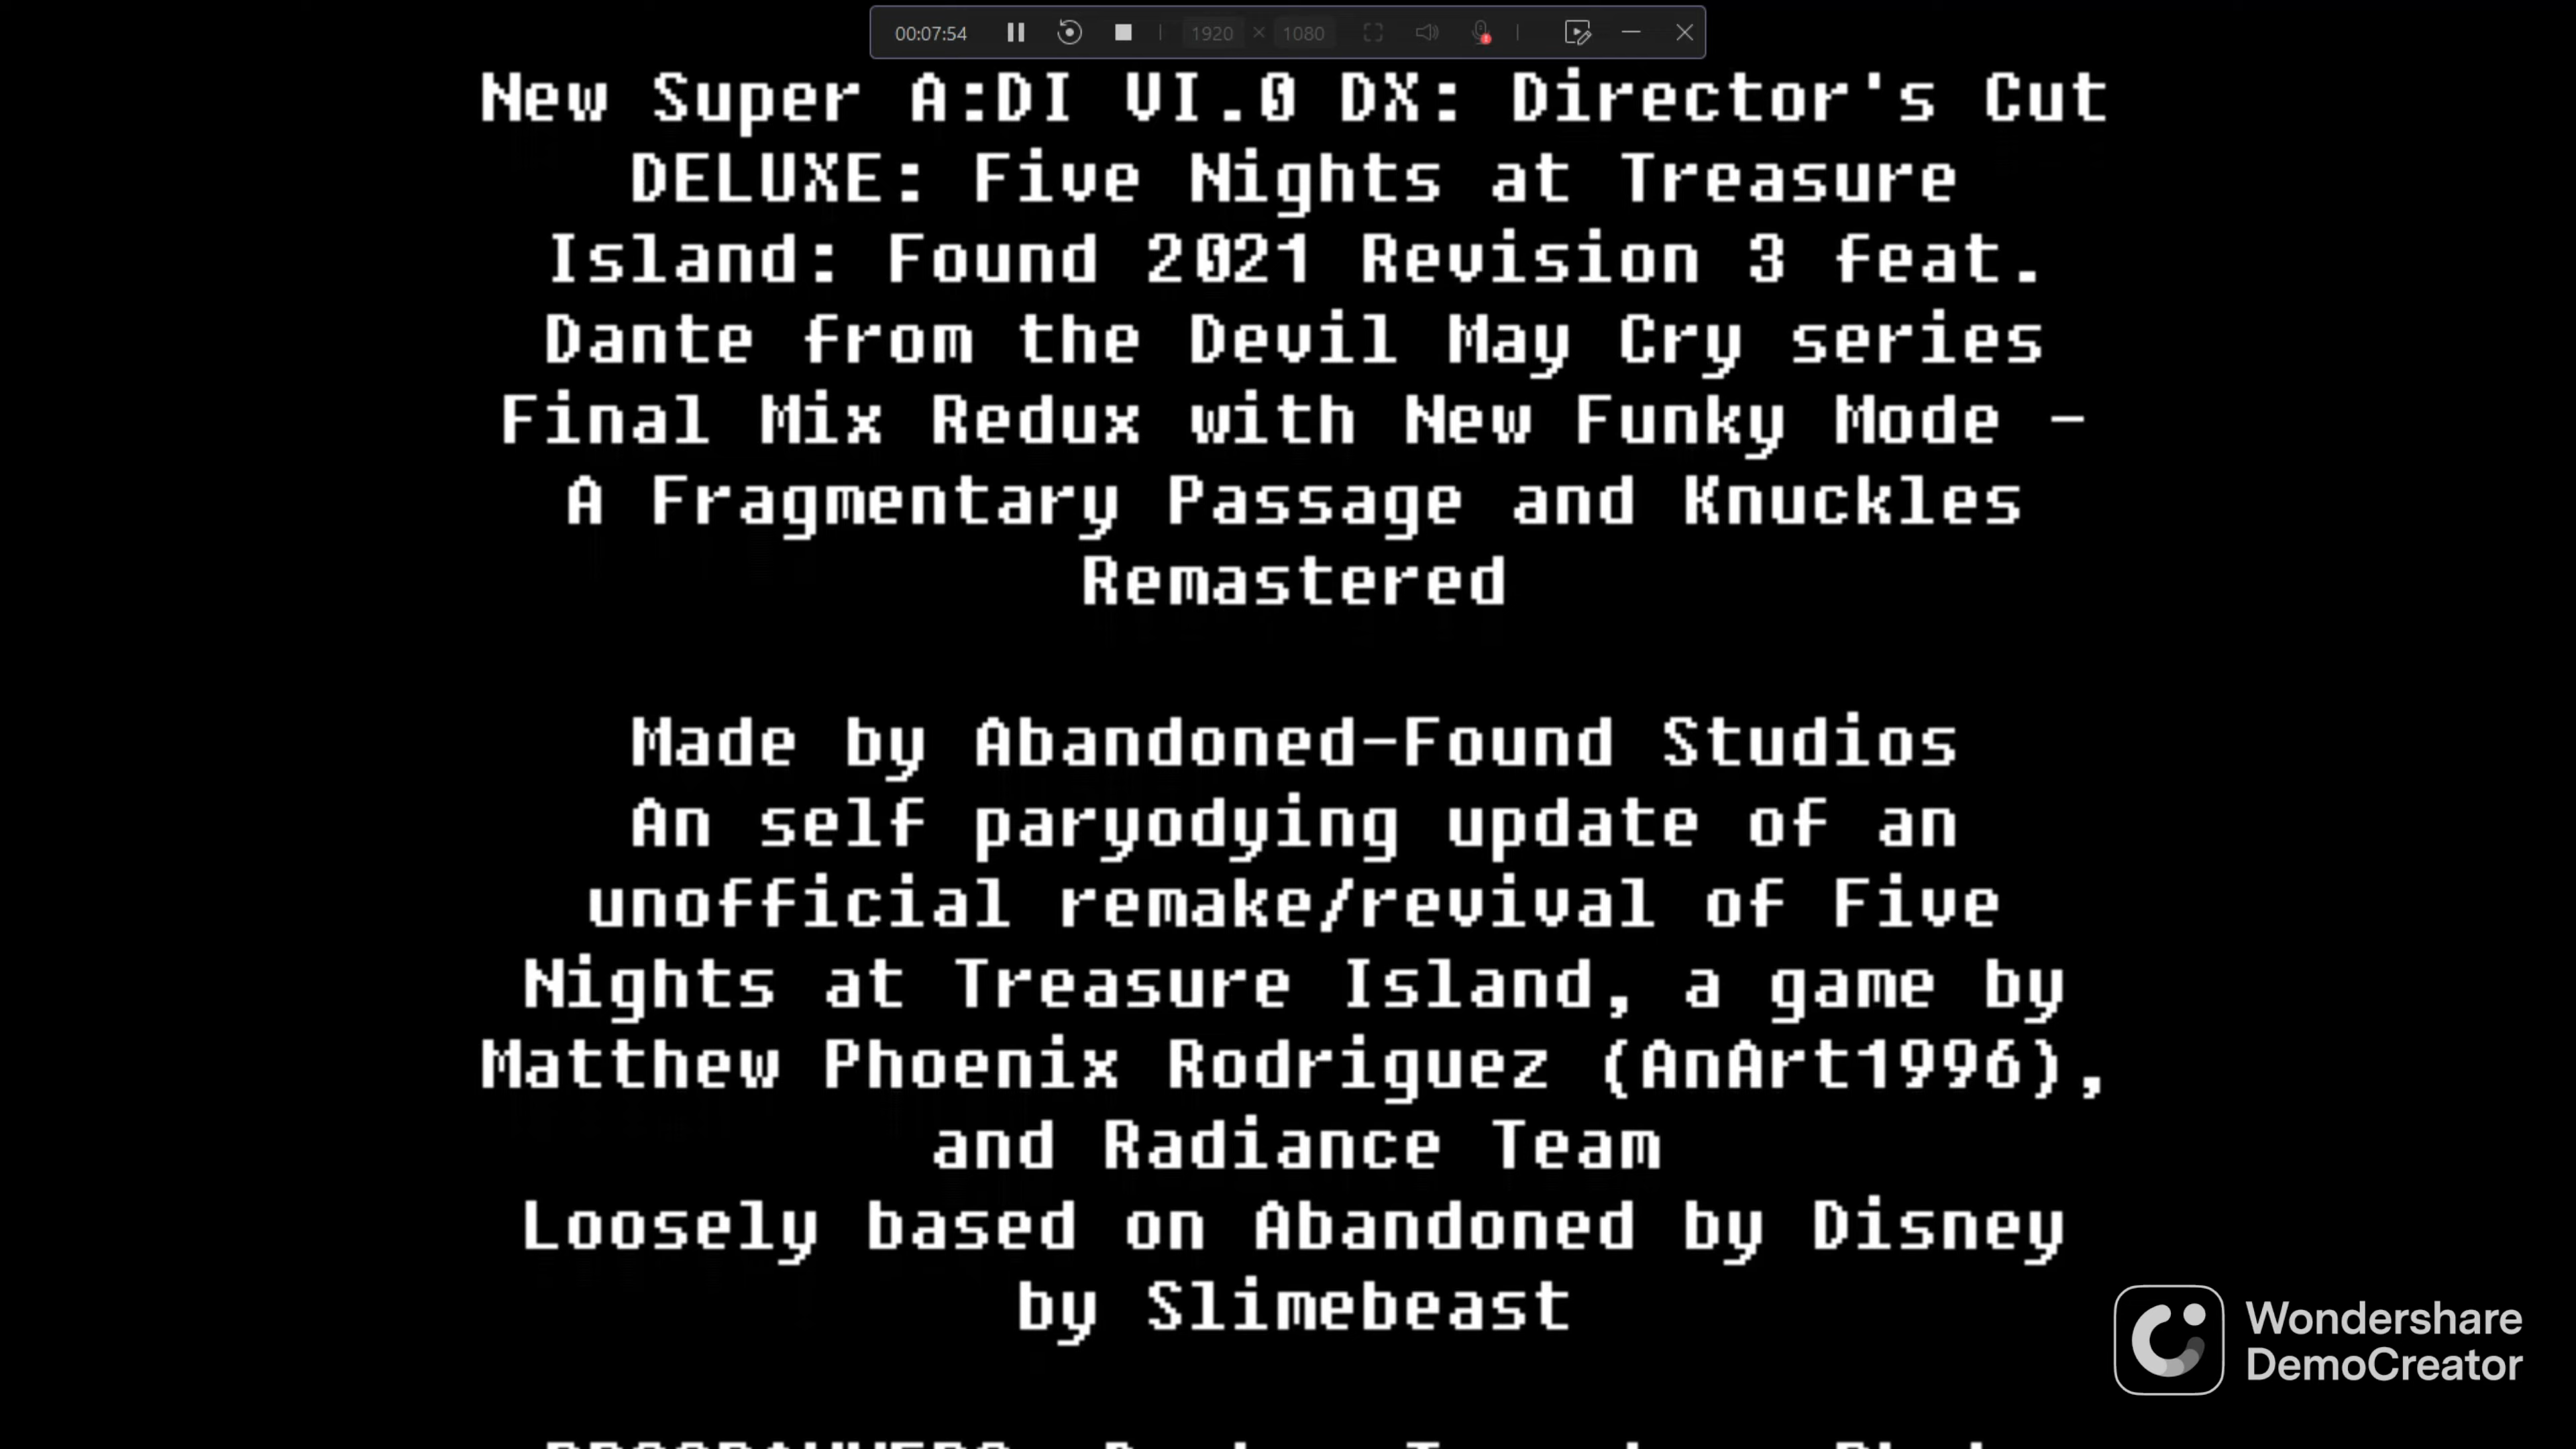 00:07:54 1920 × 1080
New Super A:DI VI.0 DX: Director's Cut
DELUXE: Five Nights at Treasure
Island: Found 2021 Revision 3 feat.
Dante from the Devil May Cry series
Final Mix Redux with New Funky Mode -
A Fragmentary Passage and Knuckles
Remastered
Made by Abandoned-Found Studios
An self paryodying update of an
unofficial remake/revival of Five
Nights at Treasure Island, a game by
Matthew Phoenix Rodriguez (AnArt1996),
and Radiance Team
Loosely based on Abandoned by Disney
by Slimebeast
Wondershare
DemoCreator